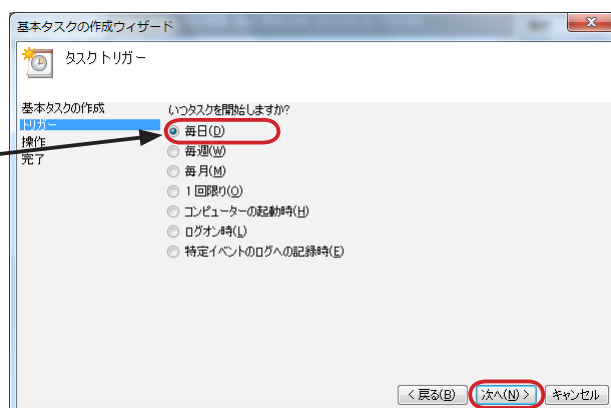 基本タスクの作成ウィザード
タスクトリガー
基本タスクの作成
トリガー
操作
完了
いつタスクを開始しますか?
毎日(D)
毎週(W)
毎月(M)
1回限り(O)
コンピューターの起動時(H)
ログオン時(L)
特定イベントのログへの記録時(E)
< 戻る(B)
次へ(N) >
キャンセル